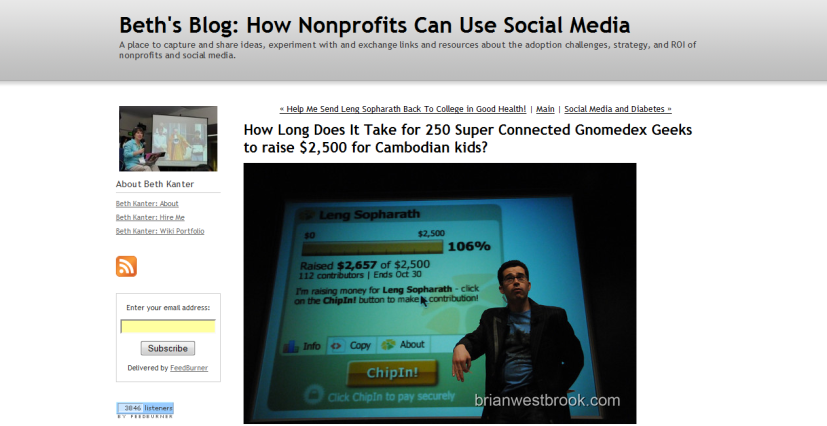 Beth's Blog: How Nonprofits Can Use Social Media
A place to capture and share ideas, experiment with and exchange links and resources about the adoption challenges, strategy, and ROI of
nonprofits and social media.
« Help Me Send Leng Sopharath Back To College in Good Health! | Main | Social Media and Diabetes »
How Long Does It Take for 250 Super Connected Gnomedex Geeks
to raise $2,500 for Cambodian kids?
About Beth Kanter
Beth Kanter: About
Beth Kanter: Hire Me
Beth Kanter: Wiki Portfolio
Enter your email address:
Subscribe
Delivered by FeedBurner
3846 listeners
BY FEEDBURNER
Leng Sopharath
$0 $2,500
106%
Raised $2,657 of $2,500
112 contributors | Ends Oct 30
I'm raising money for Leng Sopharath - click
on the ChipIn! button to make contribution!
Info Copy About
ChipIn!
Click ChipIn to pay securely
brianwestbrook.com